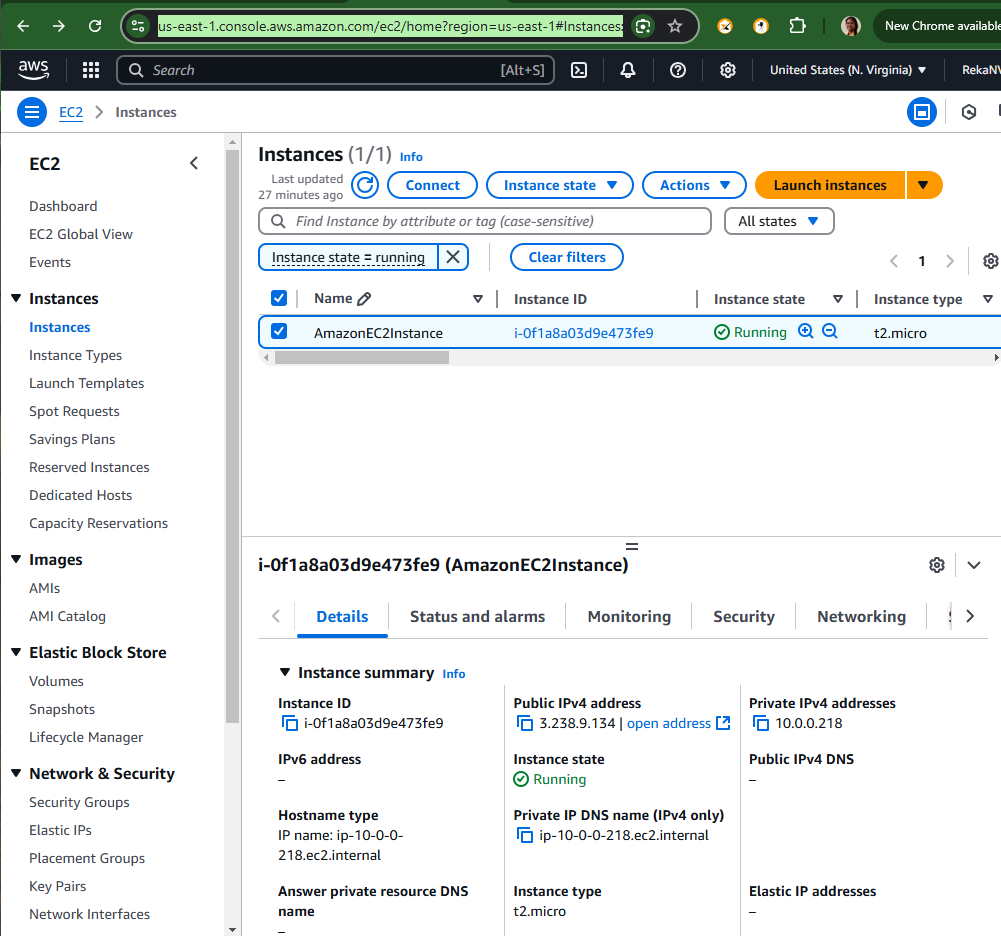 us-east-1.console.aws.amazon.com/ec2/home?region=us-east-1#Instances:
New Chrome available
aws
Search
[Alt+S]
United States (N. Virginia)
RekaNV
EC2
Instances
EC2
Dashboard
EC2 Global View
Events
Instances
Instances
Instance Types
Launch Templates
Spot Requests
Savings Plans
Reserved Instances
Dedicated Hosts
Capacity Reservations
Images
AMIs
AMI Catalog
Elastic Block Store
Volumes
Snapshots
Lifecycle Manager
Network & Security
Security Groups
Elastic IPs
Placement Groups
Key Pairs
Network Interfaces
Instances (1/1) Info
Last updated
27 minutes ago
Connect
Instance state
Actions
Launch instances
Find Instance by attribute or tag (case-sensitive)
All states
Instance state = running
Clear filters
1
Name
Instance ID
Instance state
Instance type
AmazonEC2Instance
i-0f1a8a03d9e473fe9
Running
t2.micro
i-0f1a8a03d9e473fe9 (AmazonEC2Instance)
Details
Status and alarms
Monitoring
Security
Networking
Instance summary Info
Instance ID
i-0f1a8a03d9e473fe9
Public IPv4 address
3.238.9.134 | open address
Private IPv4 addresses
10.0.0.218
IPv6 address
–
Instance state
Running
Public IPv4 DNS
–
Hostname type
IP name: ip-10-0-0-
218.ec2.internal
Private IP DNS name (IPv4 only)
ip-10-0-0-218.ec2.internal
Answer private resource DNS
name
–
Instance type
t2.micro
Elastic IP addresses
–